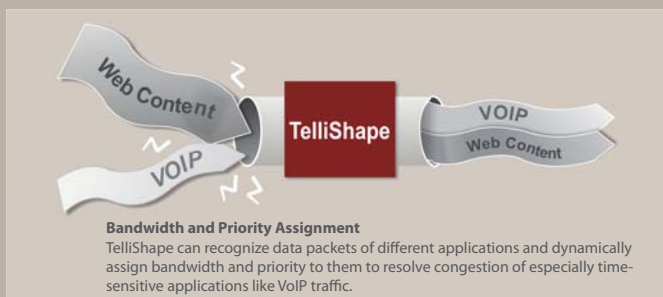 Web Content
VOIP
TelliShape
VOIP
Web Content
Bandwidth and Priority Assignment
TelliShape can recognize data packets of different applications and dynamically
assign bandwidth and priority to them to resolve congestion of especially time-
sensitive applications like VoIP traffic.